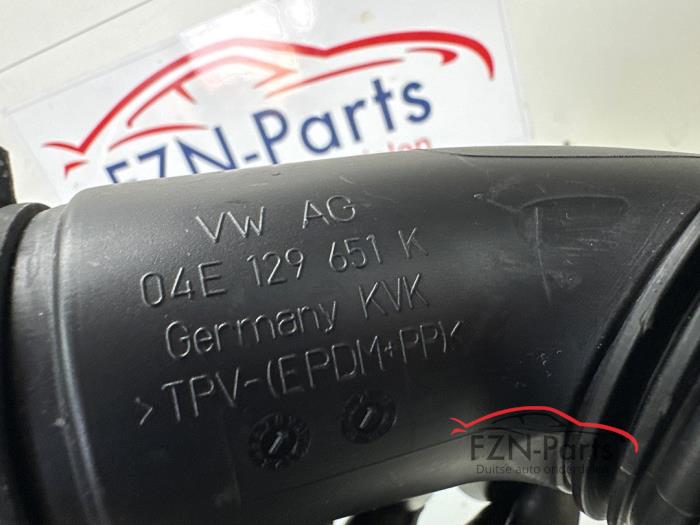 FZN-Parts
VW AG
04E 129 651 K
Germany KVK
>TPV-(EPDM+PP)<
FZN-Parts
Duitse auto onderdelen